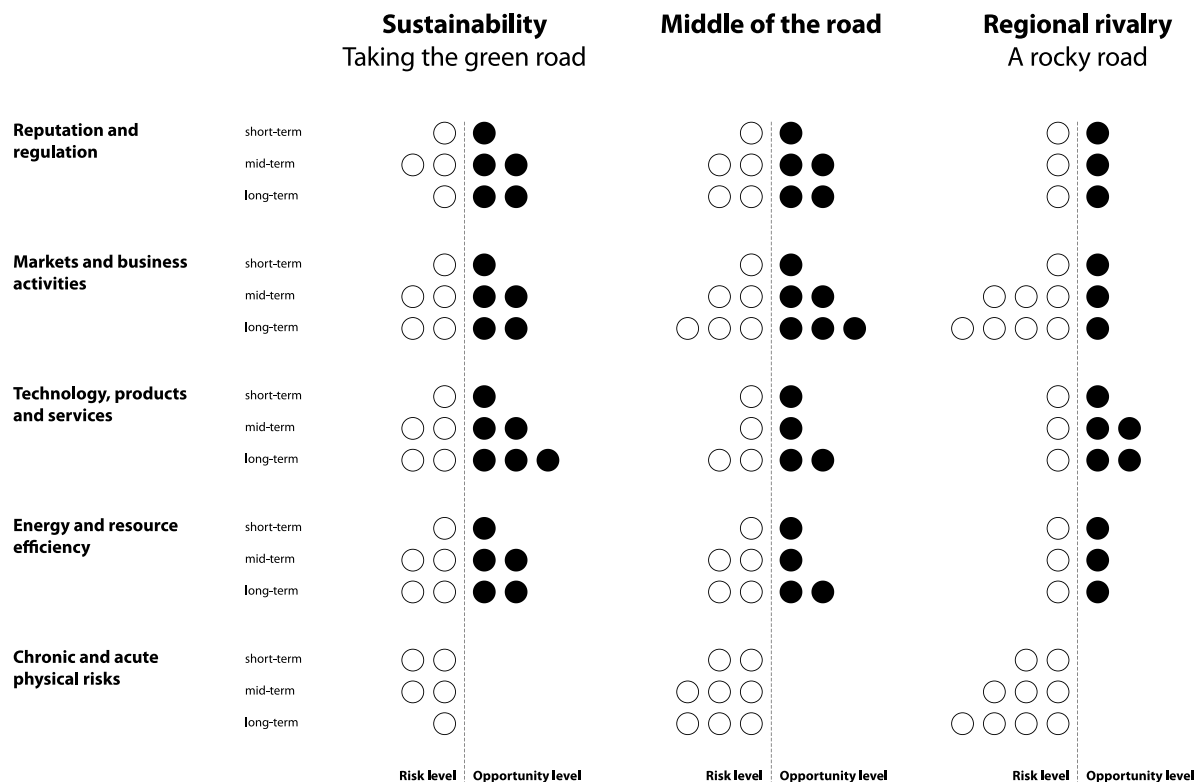 Sustainability
Taking the green road
Middle of the road
Regional rivalry
A rocky road
Reputation and
regulation
short-term
mid-term
long-term
Markets and business
activities
short-term
mid-term
long-term
Technology, products
and services
short-term
mid-term
long-term
Energy and resource
efficiency
short-term
mid-term
long-term
Chronic and acute
physical risks
short-term
mid-term
long-term
Risk level
Opportunity level
Risk level
Opportunity level
Risk level
Opportunity level